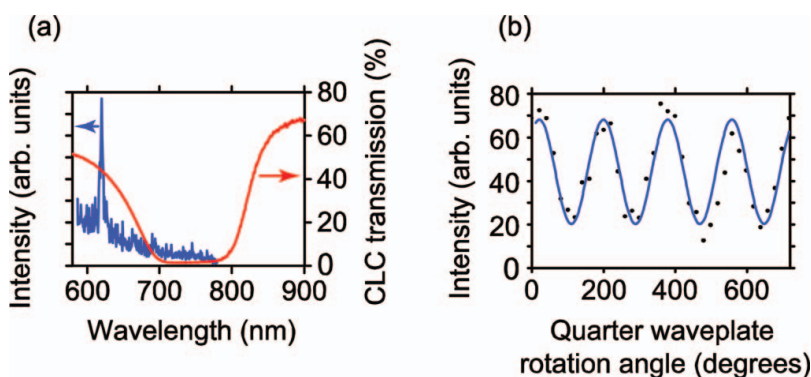 (a)
Intensity (arb. units)
80
60
40
20
0
600 700 800 900
Wavelength (nm)
CLC transmission (%)
(b)
Intensity (arb. units)
80
60
40
20
0
0 200 400 600
Quarter waveplate
rotation angle (degrees)